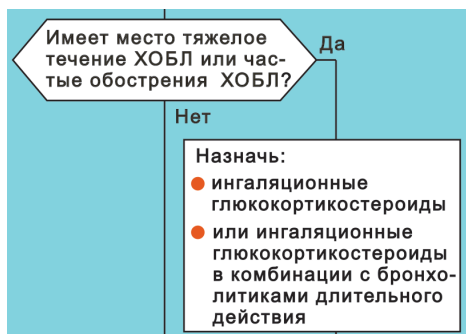 Имеет место тяжелое
течение ХОБЛ или час-
тые обострения ХОБЛ?
Да
Нет
Назначь:
ингаляционные
глюкокортикостероиды
или ингаляционные
глюкокортикостероиды
в комбинации с бронхо-
литиками длительного
действия